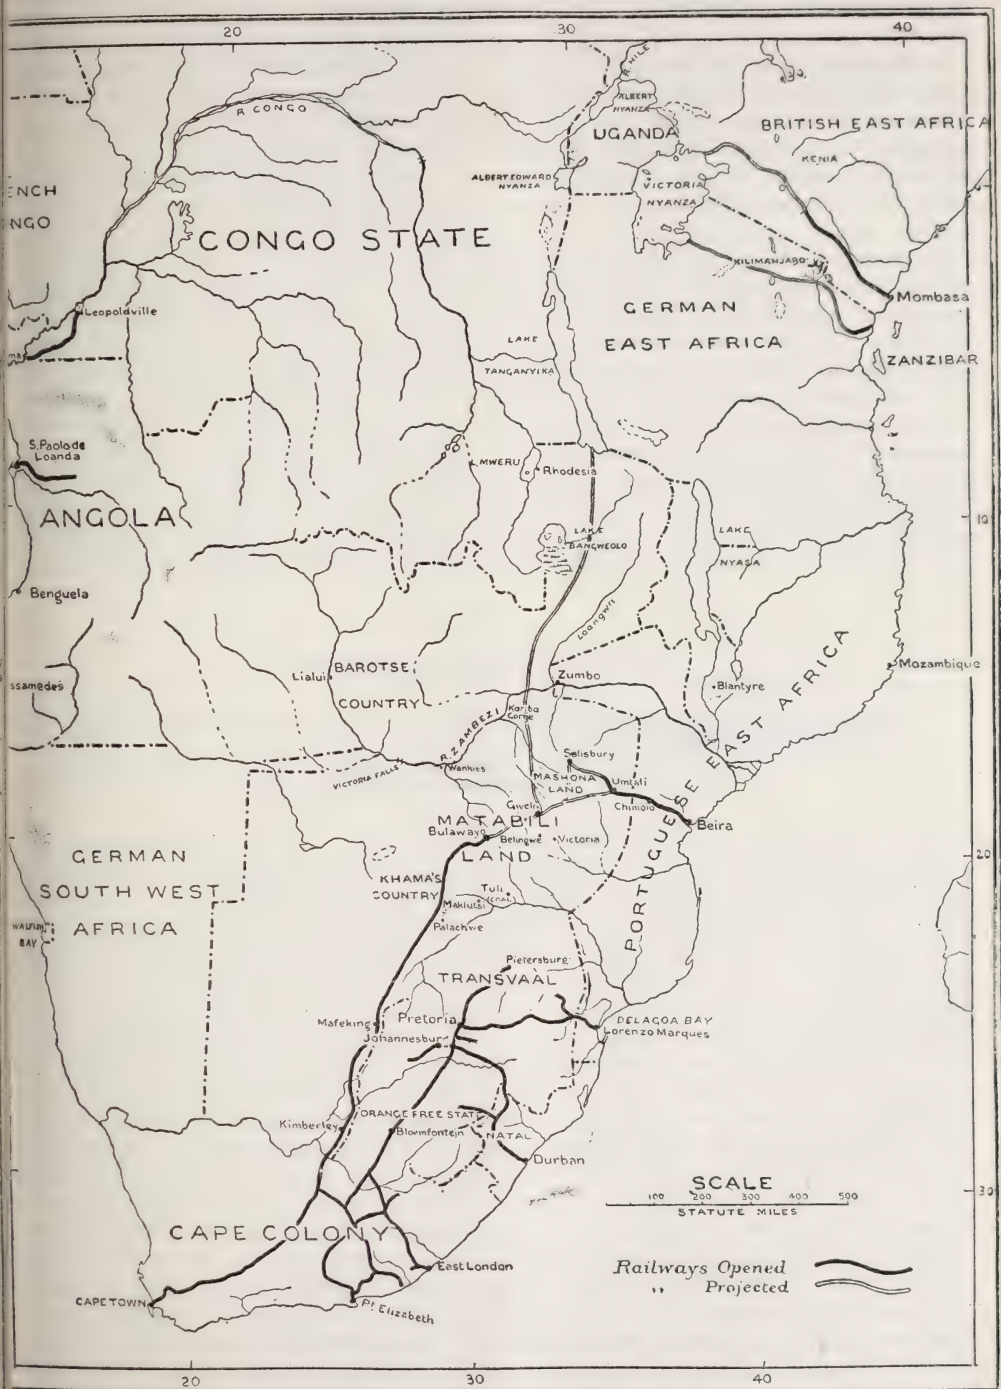 20
30
40
R. NILE
ALBERT
NYANZA
R. CONGO
UGANDA
BRITISH EAST AFRICA
KENIA
ALBERT EDWARD
NYANZA
VICTORIA
NYANZA
ENCH
NGO
CONGO STATE
KILIMANJARO
Mombasa
Leopoldville
GERMAN
EAST AFRICA
ma
LAKE
TANGANYIKA
ZANZIBAR
S. Paolo de
Loanda
L. MWERU
Rhodesia
ANGOLA
LAKE
BANGWEOLO
LAKE
NYASA
10
Benguela
Loangwi
Lialui
BAROTSE
COUNTRY
Zumbo
Mozambique
ssamedes
Blantyre
Kariba
Gorge
R. ZAMBEZI
VICTORIA FALLS
Wankies
Salisbury
MASHONA
LAND
Umtali
Chimoio
Beira
PORTUGUESE EAST AFRICA
Gwelo
MATABILI
LAND
Bulawayo
Belingwe
Victoria
20
GERMAN
SOUTH WEST
AFRICA
KHAMA'S
COUNTRY
Tuli
(COAL)
Maklutsi
Palachwe
WALFISH
BAY
Pietersburg
TRANSVAAL
Mafeking
Pretoria
Johannesburg
DELAGOA BAY
Lorenzo Marques
ORANGE FREE STATE
Kimberley
Bloomfontein
NATAL
Durban
SCALE
100 200 300 400 500
STATUTE MILES
30
CAPE COLONY
East London
Railways Opened
" Projected
CAPE TOWN
Pt. Elizabeth
20
30
40